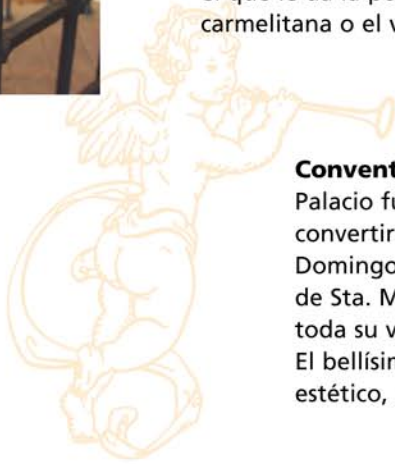 carmelitana o el v
Convent
Palacio fu
convertir
Domingo
de Sta. M
toda su v
El bellísin
estético,